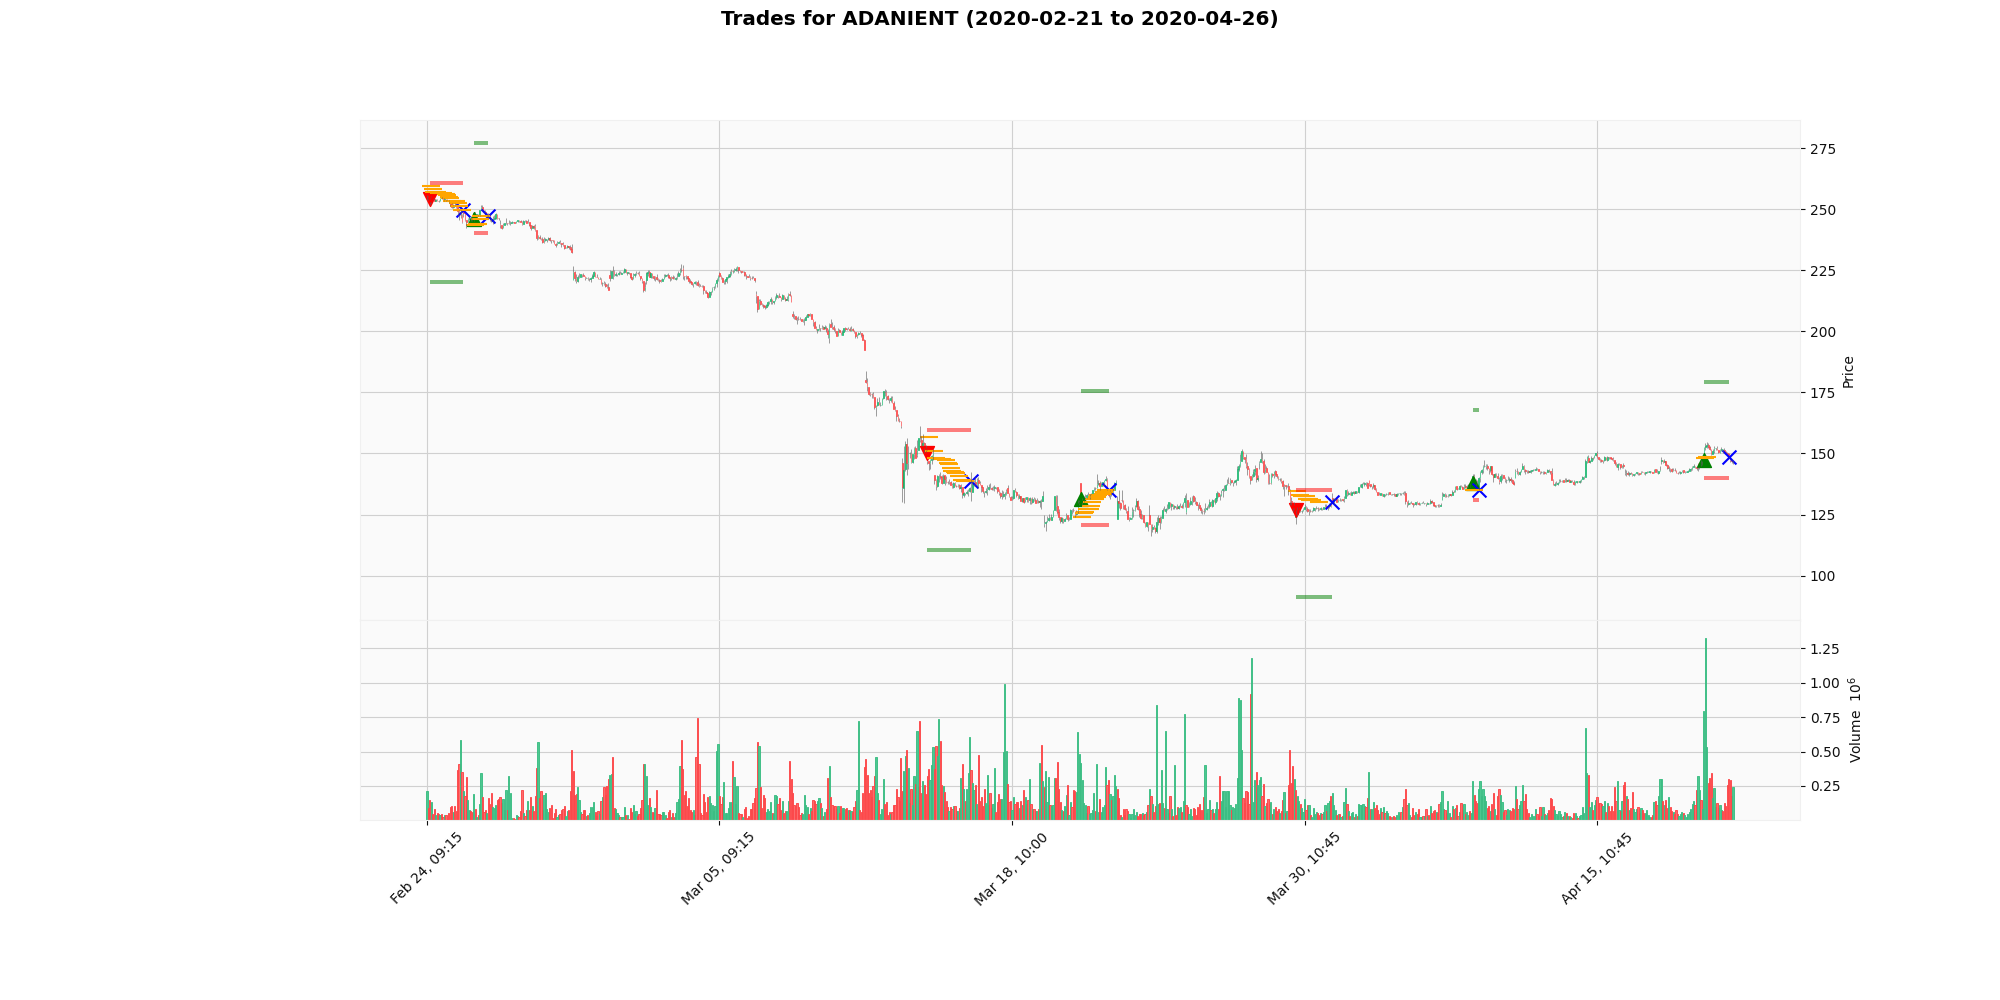 Trades for ADANIENT (2020-02-21 to 2020-04-26)
275
250
225
200
175
150
125
100
Price
1.25
1.00
0.75
0.50
0.25
Volume 10^6
Feb 24, 09:15
Mar 05, 09:15
Mar 18, 10:00
Mar 30, 10:45
Apr 15, 10:45